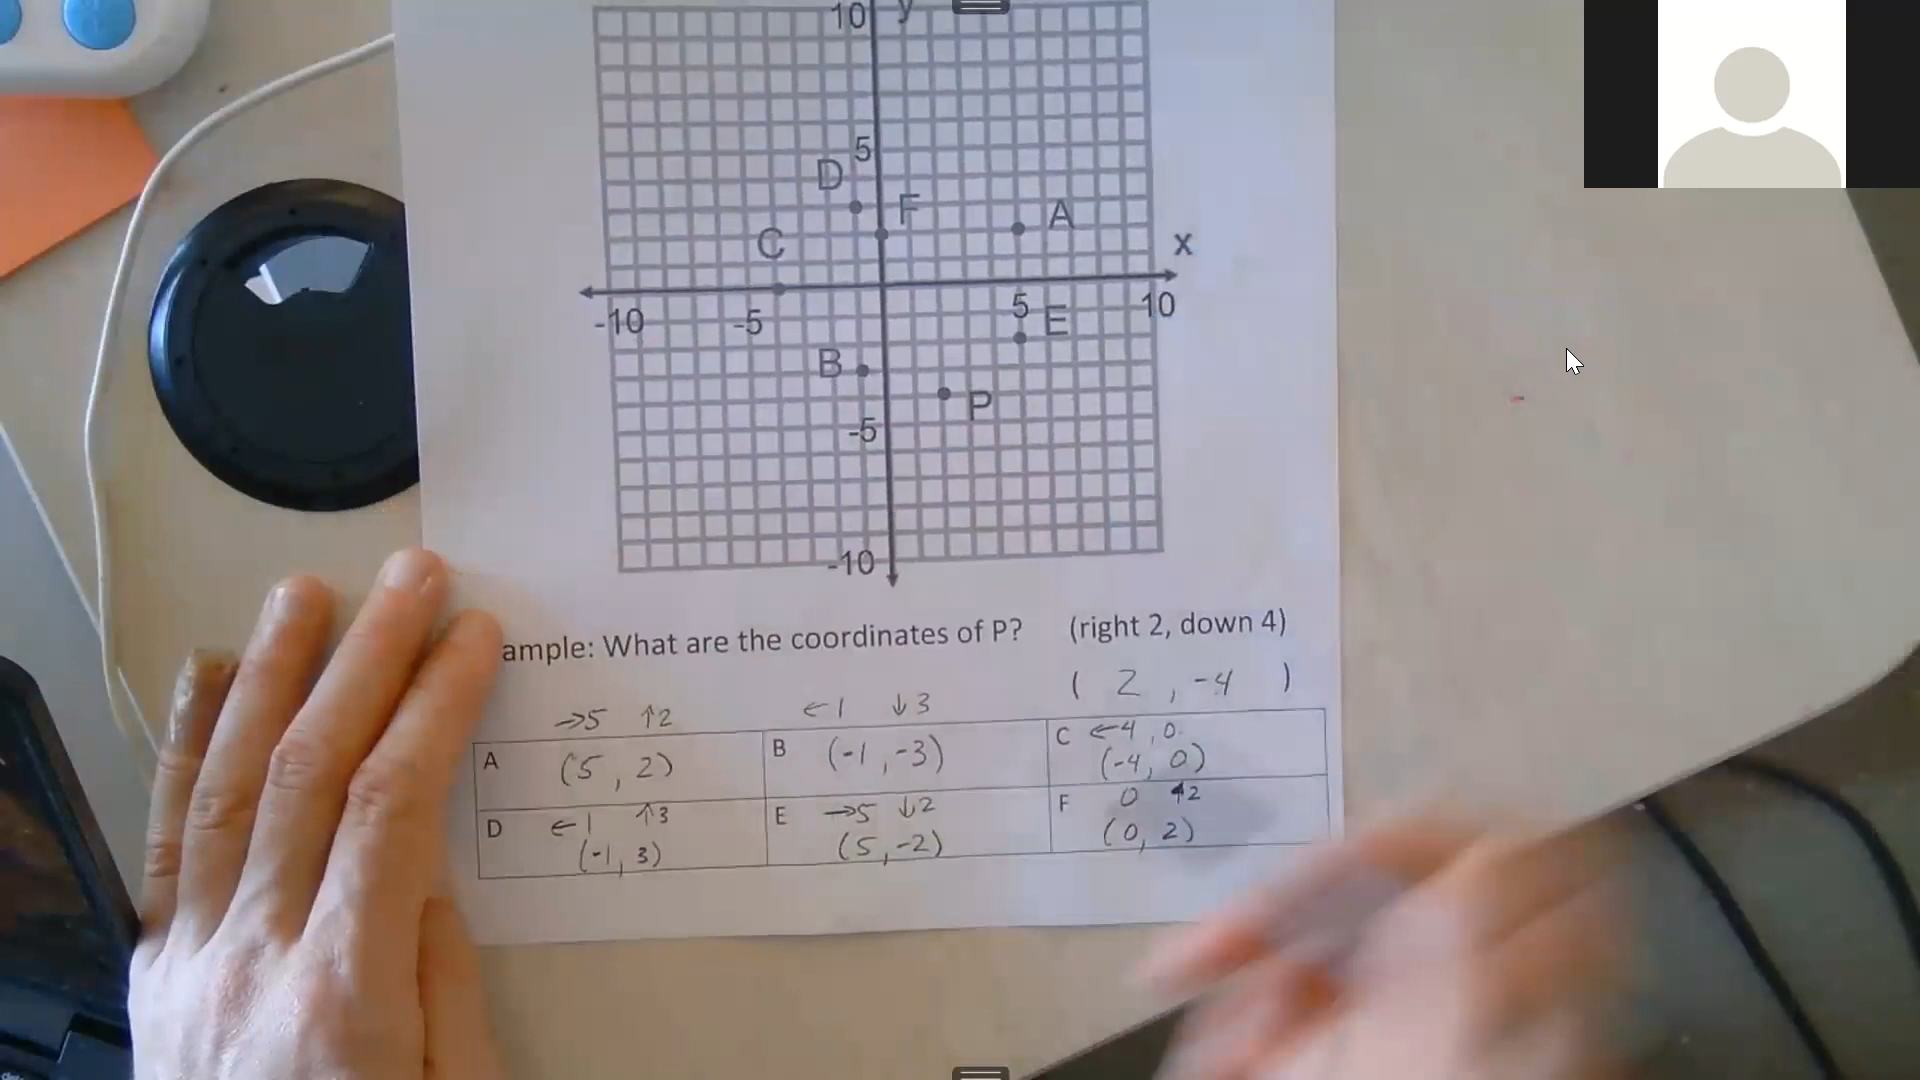 10 y
5
D
F
A
C
x
-10 -5 5 10
E
B
P
-5
-10
ample: What are the coordinates of P? (right 2, down 4)
( 2 , -4 )
→5 ↑2 ←1 ↓3
A (5 , 2) B (-1 , -3) C ←4 , 0
(-4, 0)
D ←1 ↑3 E →5 ↓2 F 0 ↑2
(-1, 3) (5, -2) (0, 2)